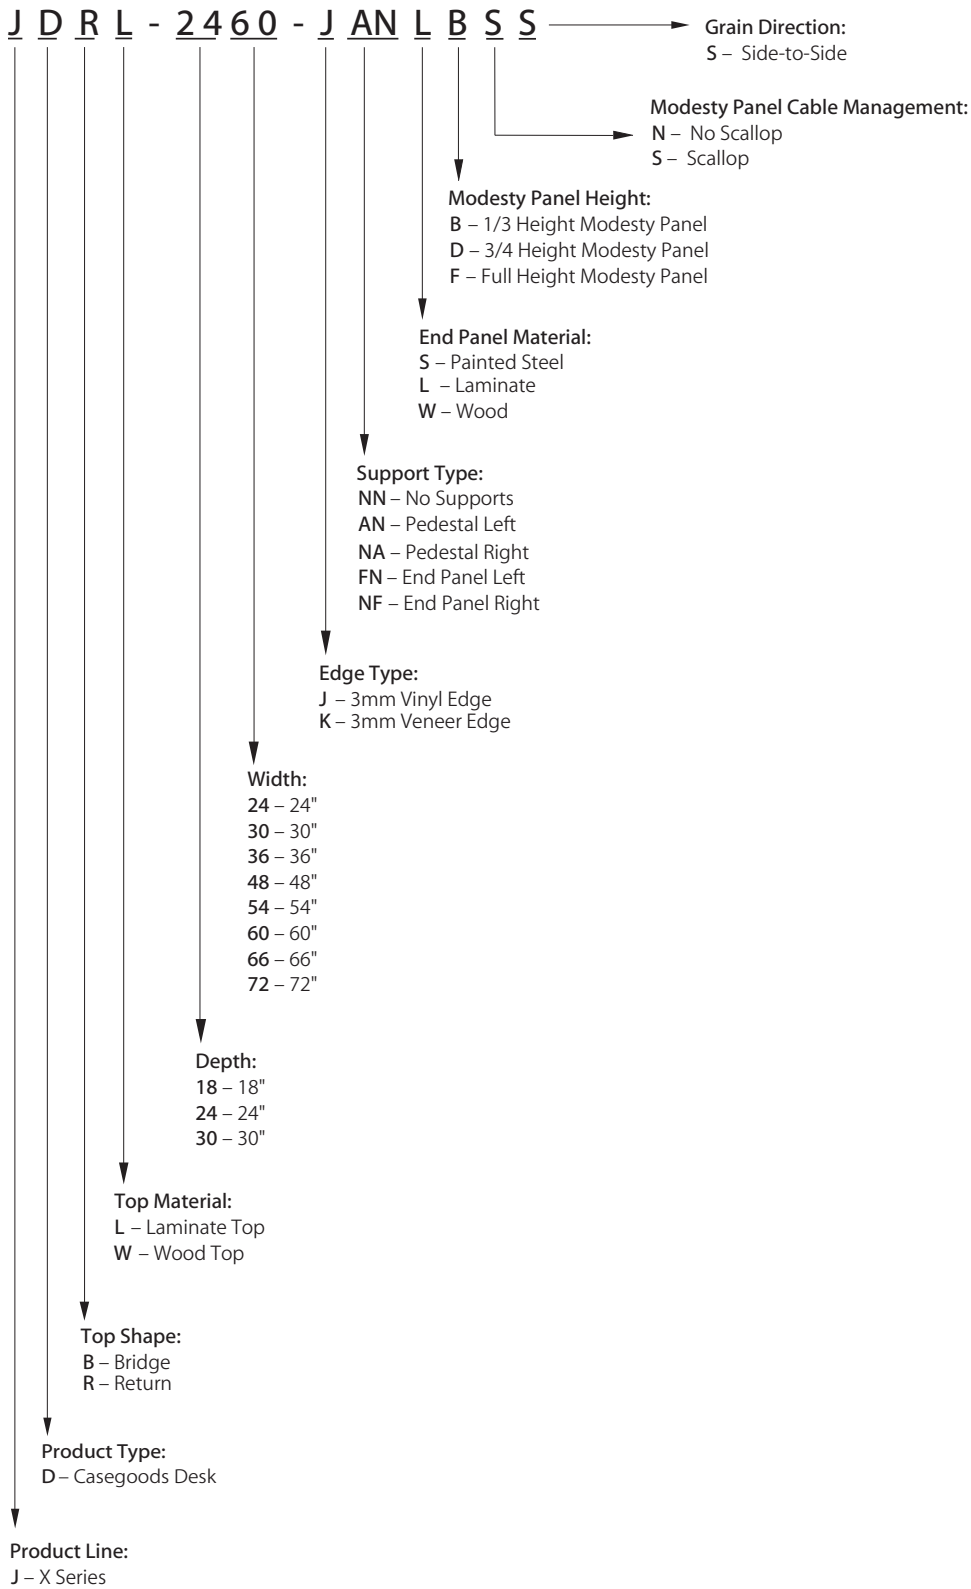 J D R L - 24 60 - J AN L B S S
Grain Direction:
S – Side-to-Side
Modesty Panel Cable Management:
N – No Scallop
S – Scallop
Modesty Panel Height:
B – 1/3 Height Modesty Panel
D – 3/4 Height Modesty Panel
F – Full Height Modesty Panel
End Panel Material:
S – Painted Steel
L – Laminate
W – Wood
Support Type:
NN – No Supports
AN – Pedestal Left
NA – Pedestal Right
FN – End Panel Left
NF – End Panel Right
Edge Type:
J – 3mm Vinyl Edge
K – 3mm Veneer Edge
Width:
24 – 24"
30 – 30"
36 – 36"
48 – 48"
54 – 54"
60 – 60"
66 – 66"
72 – 72"
Depth:
18 – 18"
24 – 24"
30 – 30"
Top Material:
L – Laminate Top
W – Wood Top
Top Shape:
B – Bridge
R – Return
Product Type:
D – Casegoods Desk
Product Line:
J – X Series